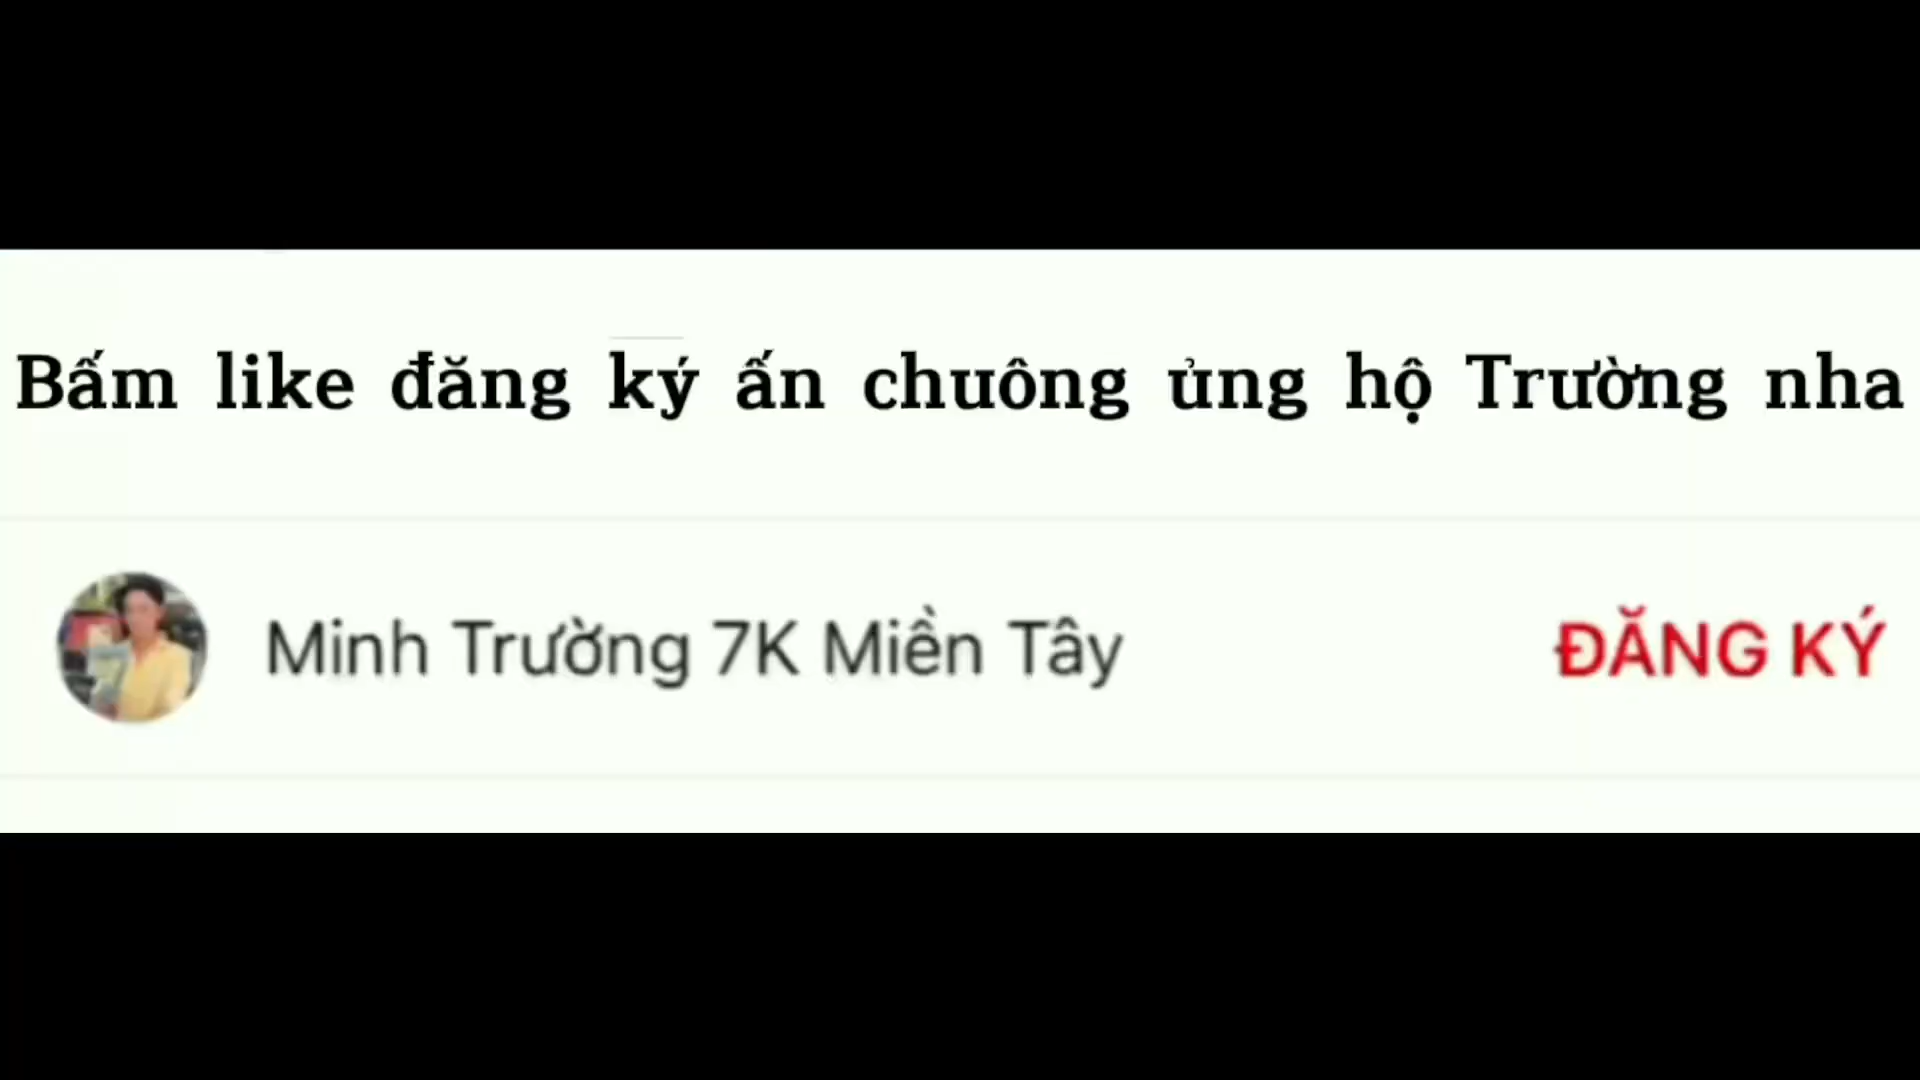 Bấm like đăng ký ấn chuông ủng hộ Trường nha
Minh Trường 7K Miền Tây
ĐĂNG KÝ